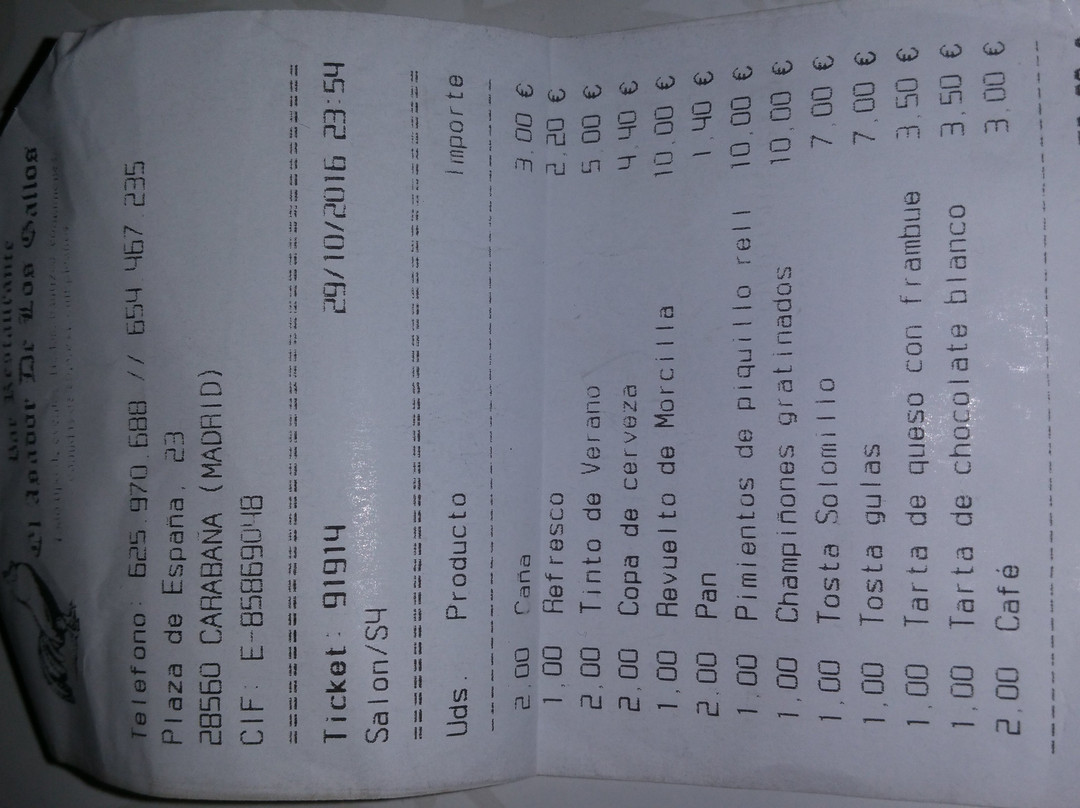 Bar Restaurante
El Asador De Los Gallos
Telefono: 625.970.688 // 654 467.235
Plaza de España, 23
28560 CARABAÑA (MADRID)
CIF: E-85869048
Ticket: 91914 29/10/2016 23:54
Salon/S4
Uds. Producto Importe
2,00 Caña 3,00 €
1,00 Refresco 2,20 €
2,00 Tinto de Verano 5,00 €
2,00 Copa de cerveza 4,40 €
1,00 Revuelto de Morcilla 10,00 €
2,00 Pan 1,40 €
1,00 Pimientos de piquillo rell 10,00 €
1,00 Champiñones gratinados 10,00 €
1,00 Tosta Solomillo 7,00 €
1,00 Tosta gulas 7,00 €
1,00 Tarta de queso con frambue 3,50 €
1,00 Tarta de chocolate blanco 3,50 €
2,00 Café 3,00 €